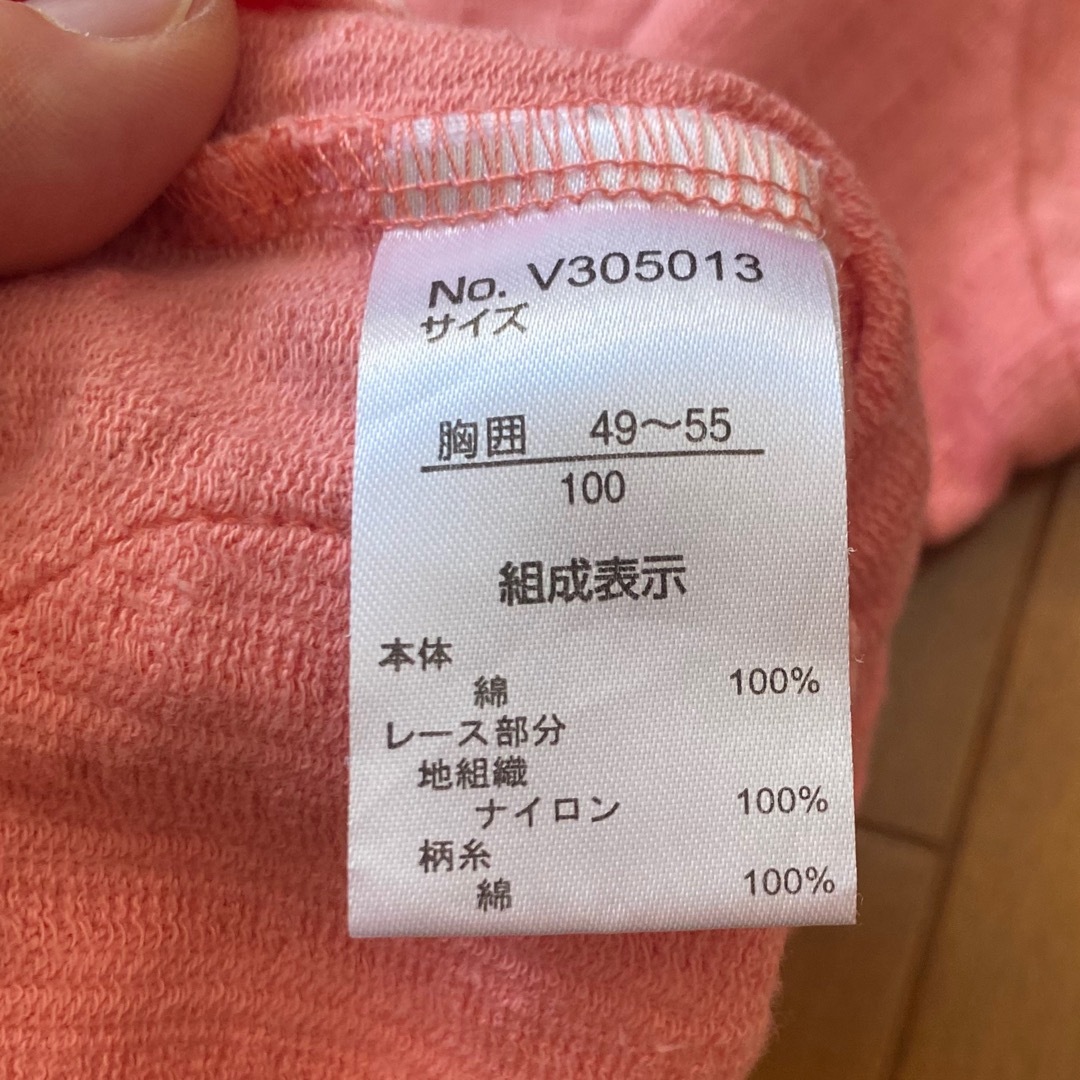 No. V305013
サイズ
胸囲 49〜55
100
組成表示
本体
綿 100%
レース部分
地組織
ナイロン 100%
柄糸
綿 100%